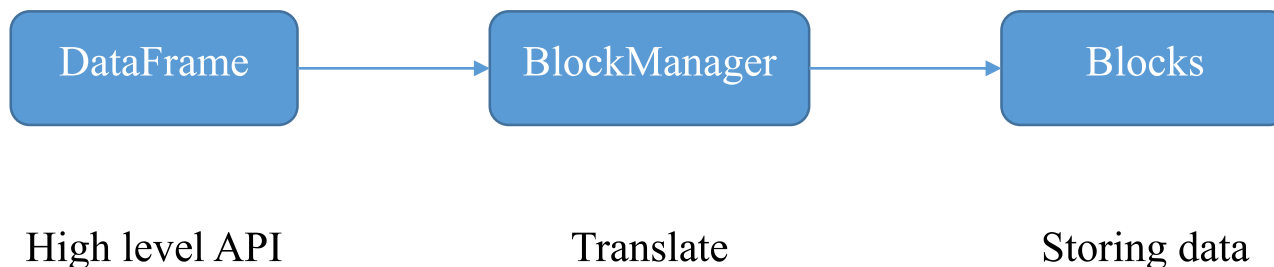 DataFrame
BlockManager
Blocks
High level API
Translate
Storing data